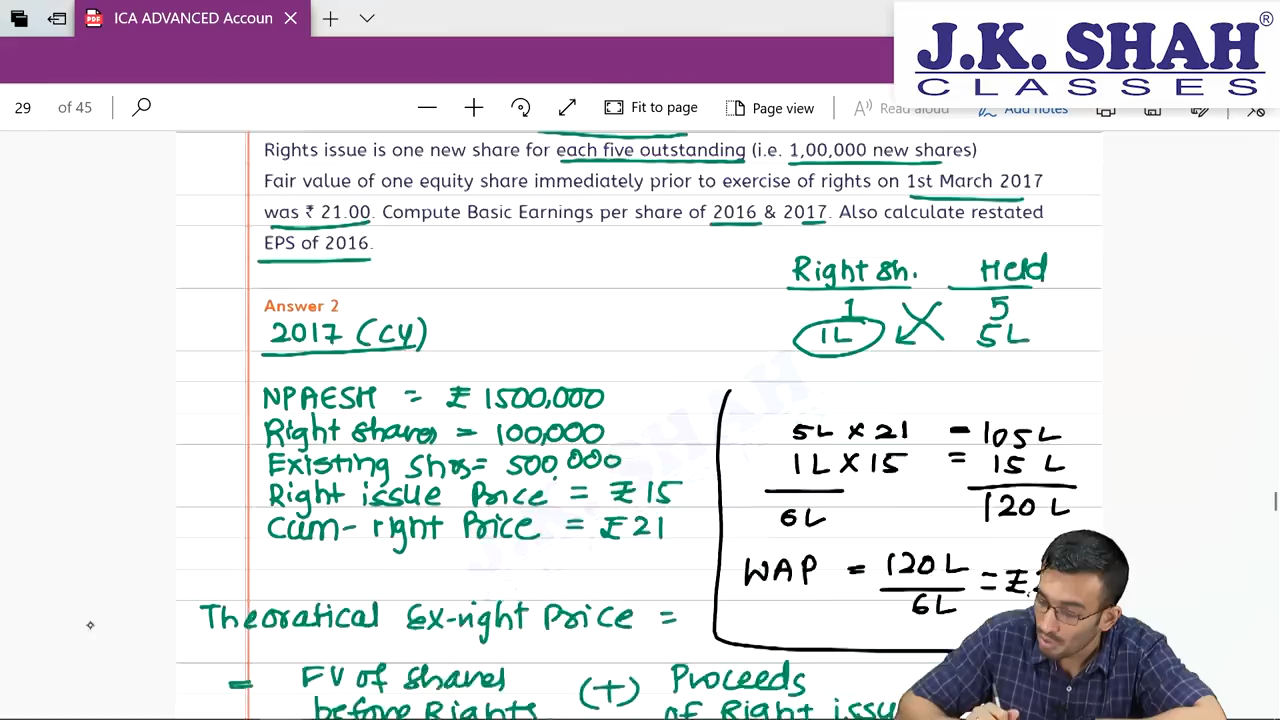 ICA ADVANCED Accoun
J.K. SHAH®
CLASSES
29 of 45
Fit to page
Page view
Read aloud
Add notes
Rights issue is one new share for each five outstanding (i.e. 1,00,000 new shares)
Fair value of one equity share immediately prior to exercise of rights on 1st March 2017
was ₹ 21.00. Compute Basic Earnings per share of 2016 & 2017. Also calculate restated
EPS of 2016.
Right sh. Held
1 5
1L 5L
Answer 2
2017 (CY)
NPAESH = ₹ 1500,000
Right shares = 100,000
Existing Shrs = 500,000
Right issue Price = ₹15
Cum-right Price = ₹21
5L × 21 = 105L
1L × 15 = 15 L
6L 120 L
WAP = 120 L / 6L = ₹
Theoratical Ex-right Price =
= FV of shares (+) Proceeds
before Rights of Right issu